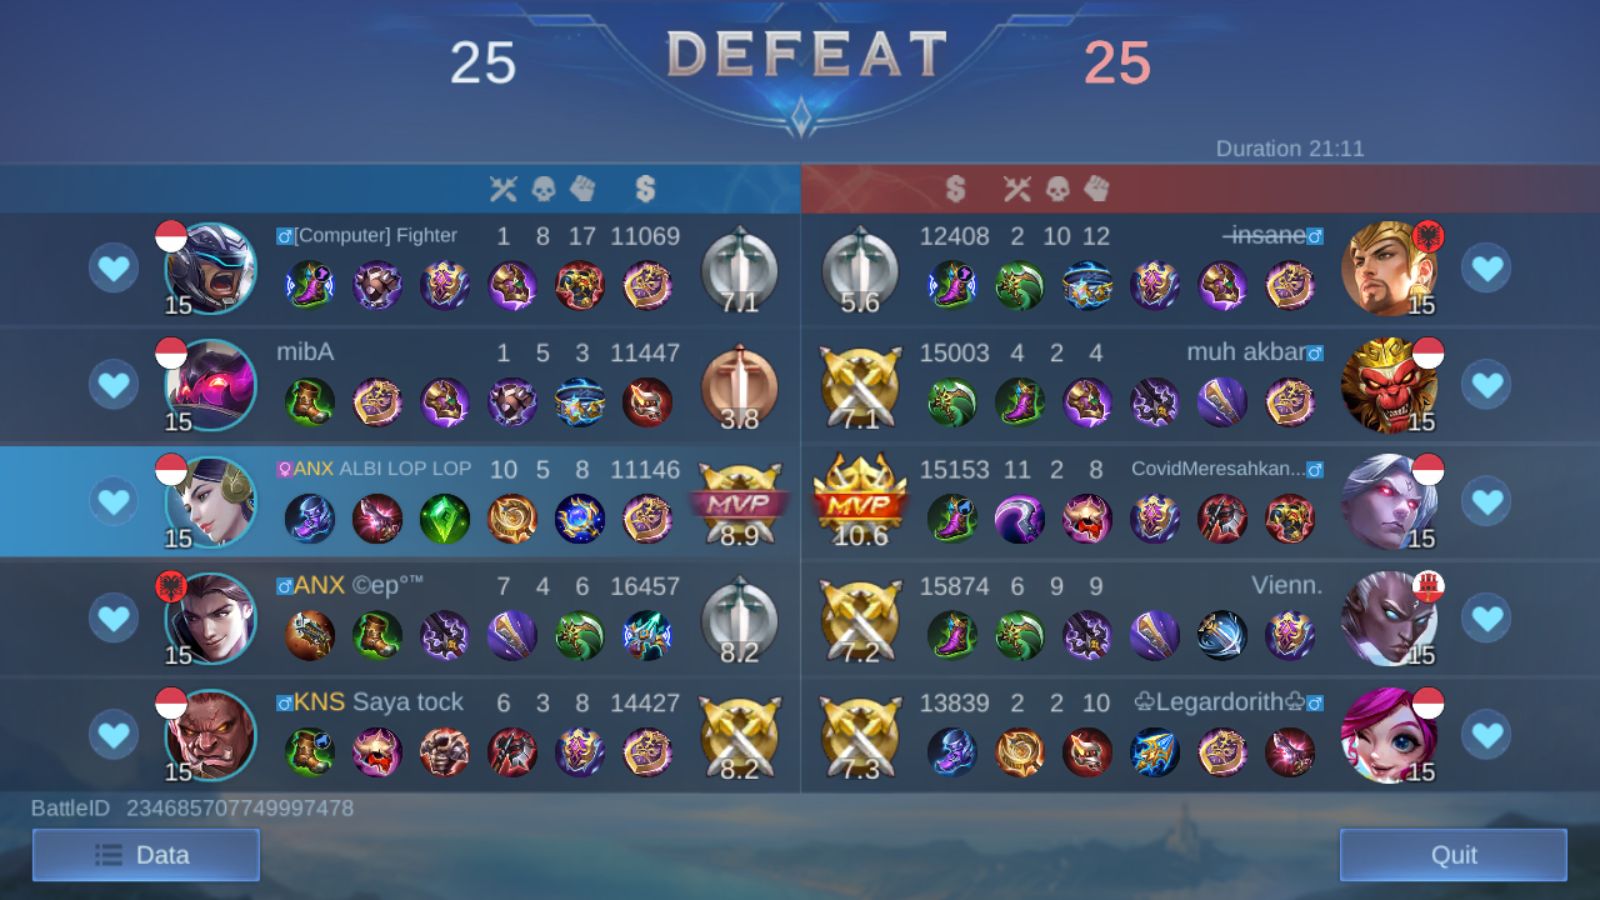 25 DEFEAT 25
Duration 21:11
[Computer] Fighter 1 8 17 11069
15 7.1
12408 2 10 12 -insane
5.6 15
mibA 1 5 3 11447
15 3.8
15003 4 2 4 muh akbar
7.1 15
ANX ALBI LOP LOP 10 5 8 11146
MVP
15 8.9
15153 11 2 8 CovidMeresahkan...
MVP
10.6 15
ANX ©ep°™ 7 4 6 16457
15 8.2
15874 6 9 9 Vienn.
7.2 15
KNS Saya tock 6 3 8 14427
15 8.2
13839 2 2 10 ♧Legardorith♧
7.3 15
BattleID 234685707749997478
Data
Quit